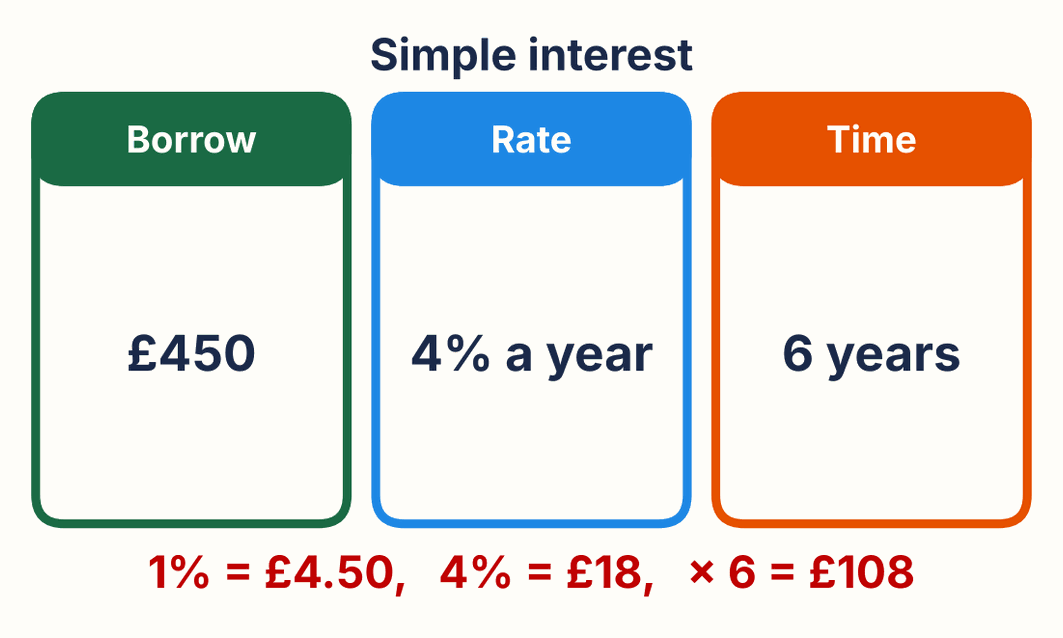 Simple interest
Borrow
Rate
Time
£450
4% a year
6 years
1% = £4.50, 4% = £18, × 6 = £108